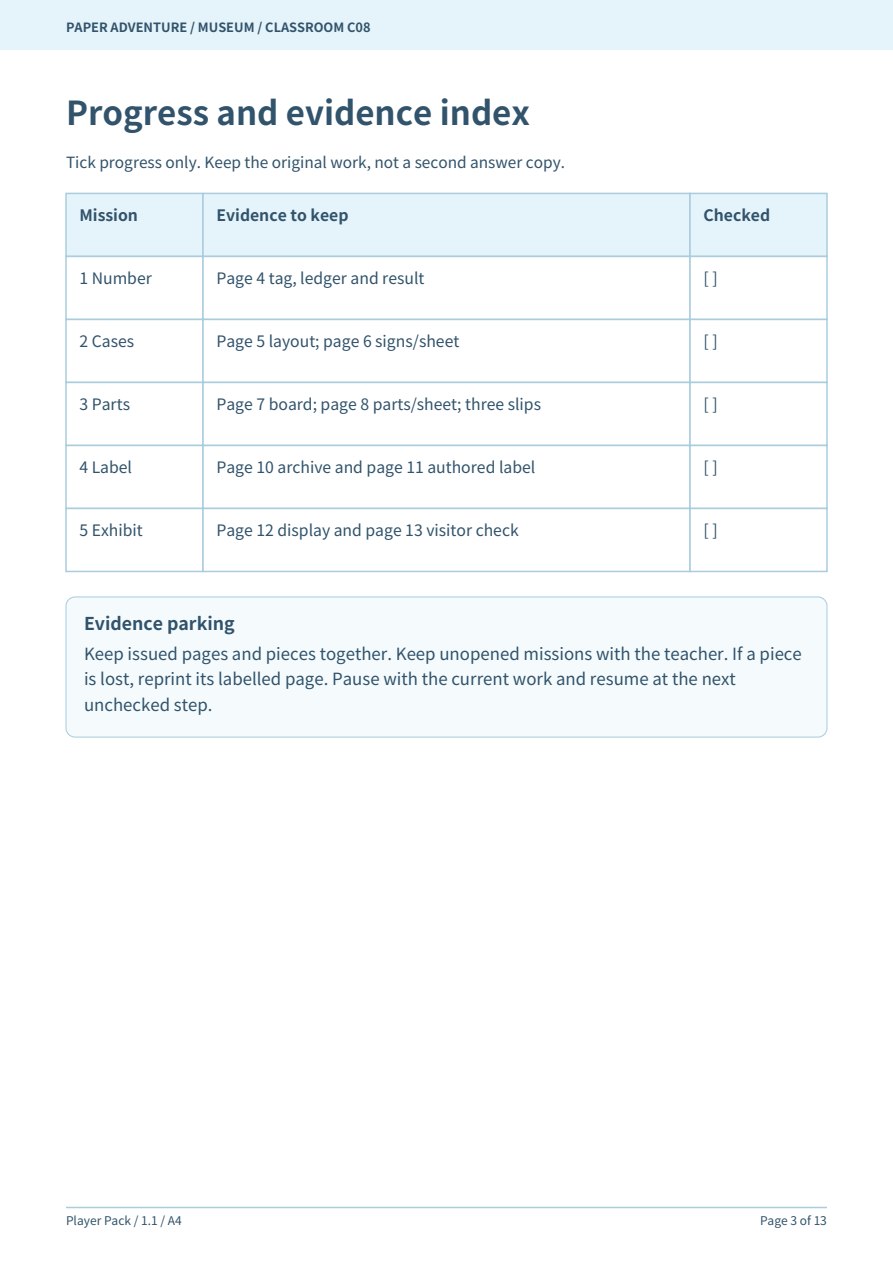 PAPER ADVENTURE / MUSEUM / CLASSROOM C08
Progress and evidence index
Tick progress only. Keep the original work, not a second answer copy.
Mission Evidence to keep Checked
1 Number Page 4 tag, ledger and result [ ]
2 Cases Page 5 layout; page 6 signs/sheet [ ]
3 Parts Page 7 board; page 8 parts/sheet; three slips [ ]
4 Label Page 10 archive and page 11 authored label [ ]
5 Exhibit Page 12 display and page 13 visitor check [ ]
Evidence parking
Keep issued pages and pieces together. Keep unopened missions with the teacher. If a piece
is lost, reprint its labelled page. Pause with the current work and resume at the next
unchecked step.
Player Pack / 1.1 / A4 Page 3 of 13